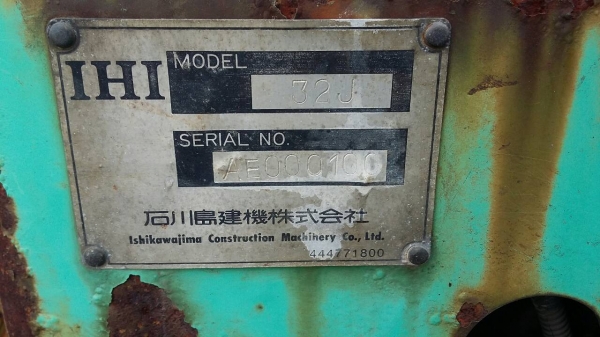 IHI
MODEL
32J
SERIAL NO.
AE000100
石川島建機株式会社
Ishikawajima Construction Machinery Co., Ltd.
444771800